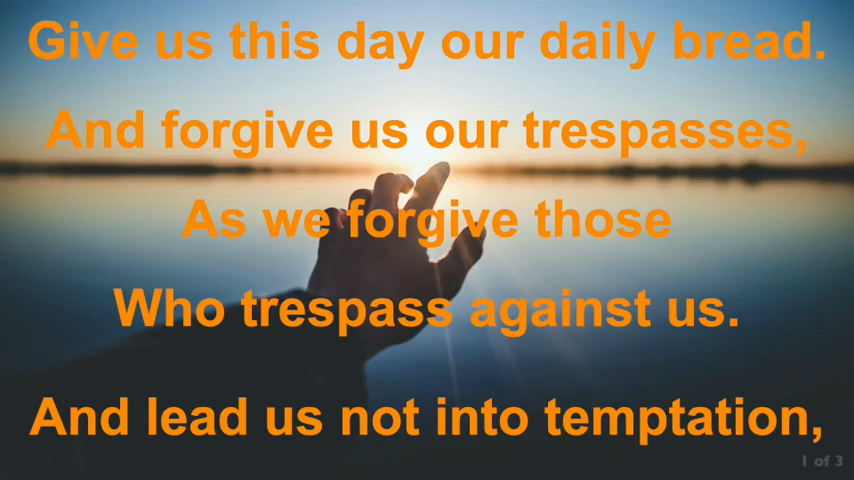 Give us this day our daily bread.
And forgive us our trespasses,
As we forgive those
Who trespass against us.
And lead us not into temptation,
1 of 3